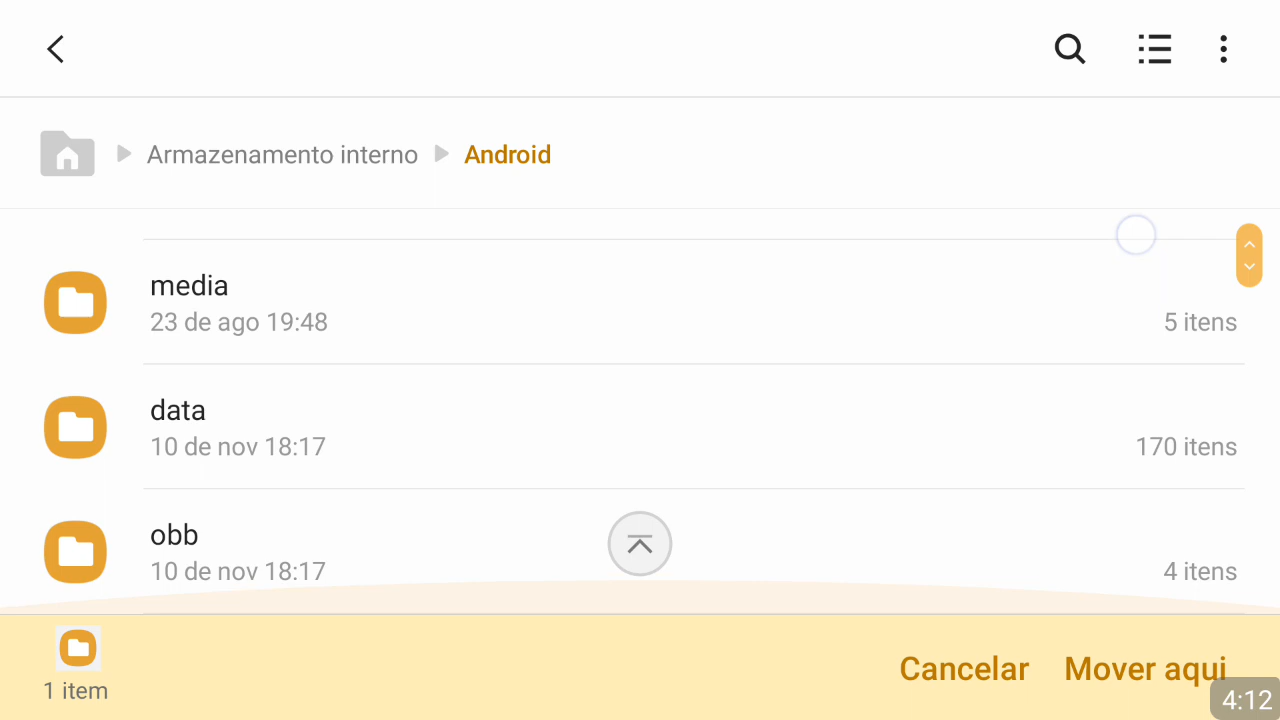 Armazenamento interno Android
media
23 de ago 19:48 5 itens
data
10 de nov 18:17 170 itens
obb
10 de nov 18:17 4 itens
1 item Cancelar Mover aqui
4:12